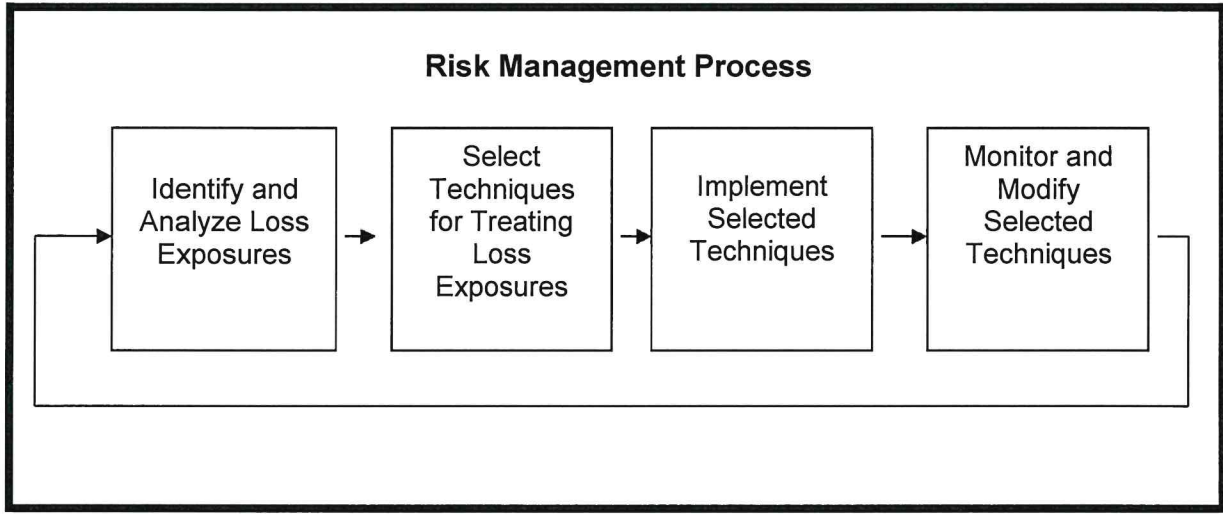 Risk Management Process
Identify and
Analyze Loss
Exposures
Select
Techniques
for Treating
Loss
Exposures
Implement
Selected
Techniques
Monitor and
Modify
Selected
Techniques